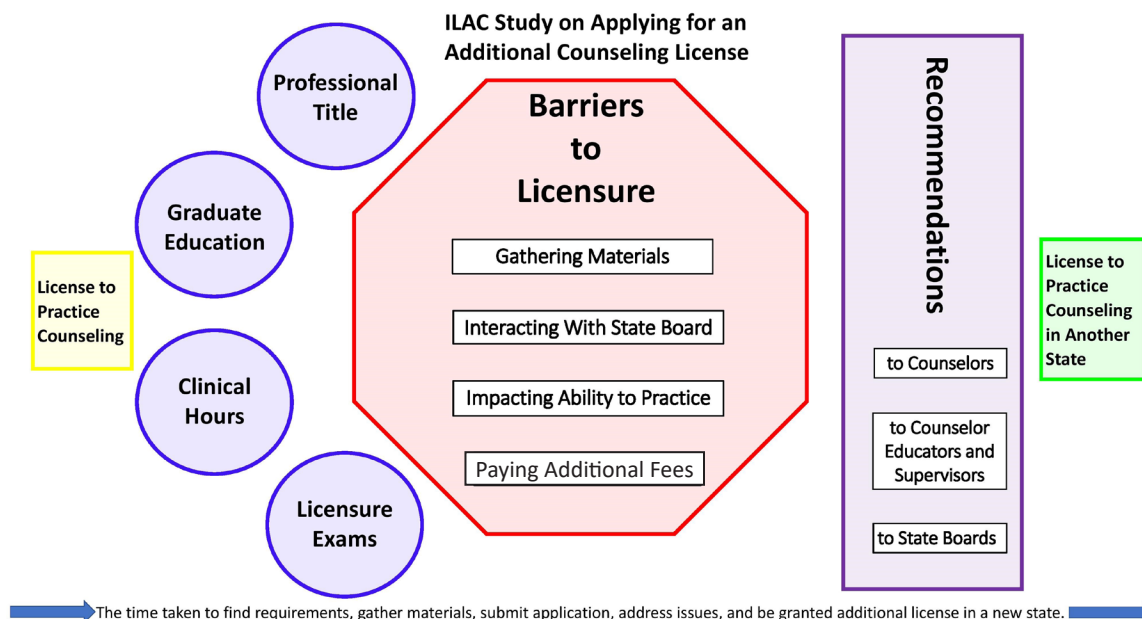 ILAC Study on Applying for an
Additional Counseling License
Professional
Title
Graduate
Education
License to
Practice
Counseling
Clinical
Hours
Licensure
Exams
Barriers
to
Licensure
Gathering Materials
Interacting With State Board
Impacting Ability to Practice
Paying Additional Fees
Recommendations
to Counselors
to Counselor
Educators and
Supervisors
to State Boards
License to
Practice
Counseling
in Another
State
The time taken to find requirements, gather materials, submit application, address issues, and be granted additional license in a new state.